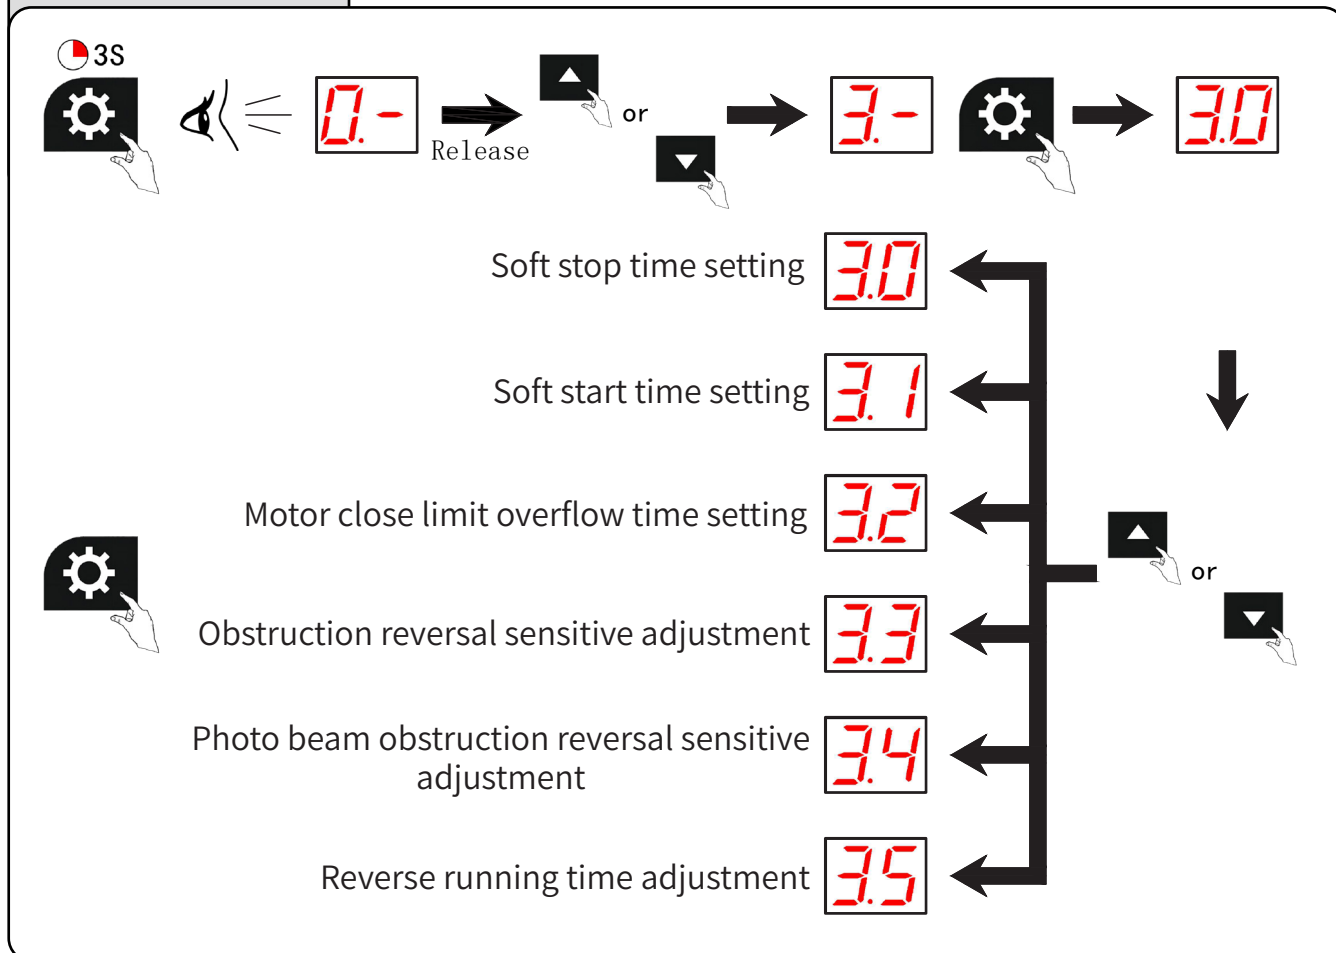 3S
0.-
Release
or
3.-
3.0
Soft stop time setting 3.0
Soft start time setting 3.1
Motor close limit overflow time setting 3.2
or
Obstruction reversal sensitive adjustment 3.3
Photo beam obstruction reversal sensitive 3.4
adjustment
Reverse running time adjustment 3.5